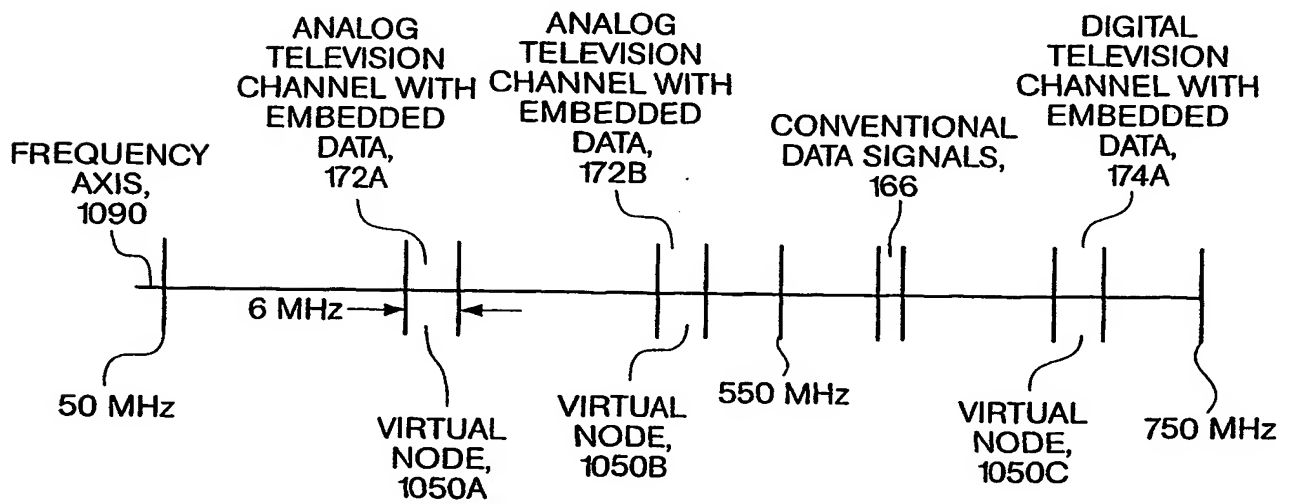 FREQUENCY
AXIS,
1090
ANALOG
TELEVISION
CHANNEL WITH
EMBEDDED
DATA,
172A
ANALOG
TELEVISION
CHANNEL WITH
EMBEDDED
DATA,
172B
CONVENTIONAL
DATA SIGNALS,
166
DIGITAL
TELEVISION
CHANNEL WITH
EMBEDDED
DATA,
174A
6 MHz
50 MHz
VIRTUAL
NODE,
1050A
VIRTUAL
NODE,
1050B
550 MHz
VIRTUAL
NODE,
1050C
750 MHz